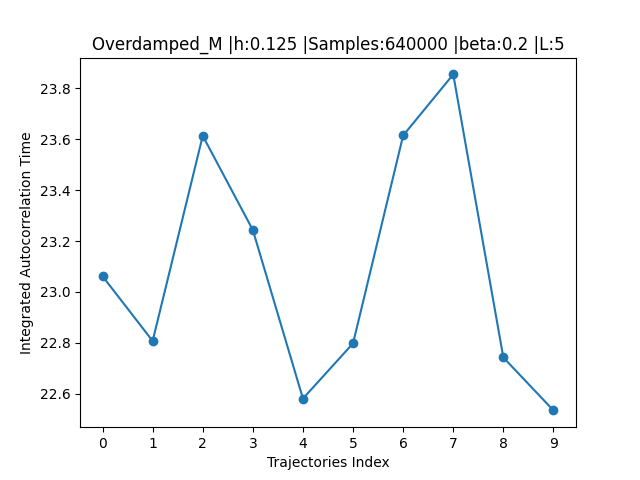 Overdamped_M |h:0.125 |Samples:640000 |beta:0.2 |L:5
Integrated Autocorrelation Time
23.8
23.6
23.4
23.2
23.0
22.8
22.6
0 1 2 3 4 5 6 7 8 9
Trajectories Index